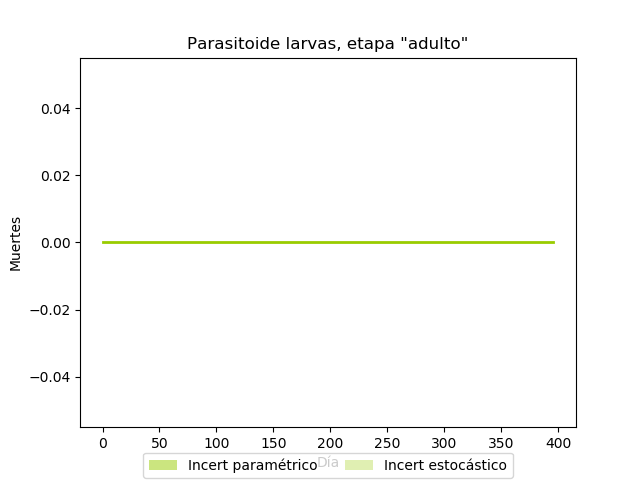 Parasitoide larvas, etapa "adulto"
Muertes
0.04
0.02
0.00
−0.02
−0.04
0 50 100 150 200 250 300 350 400
Día
Incert paramétrico Incert estocástico